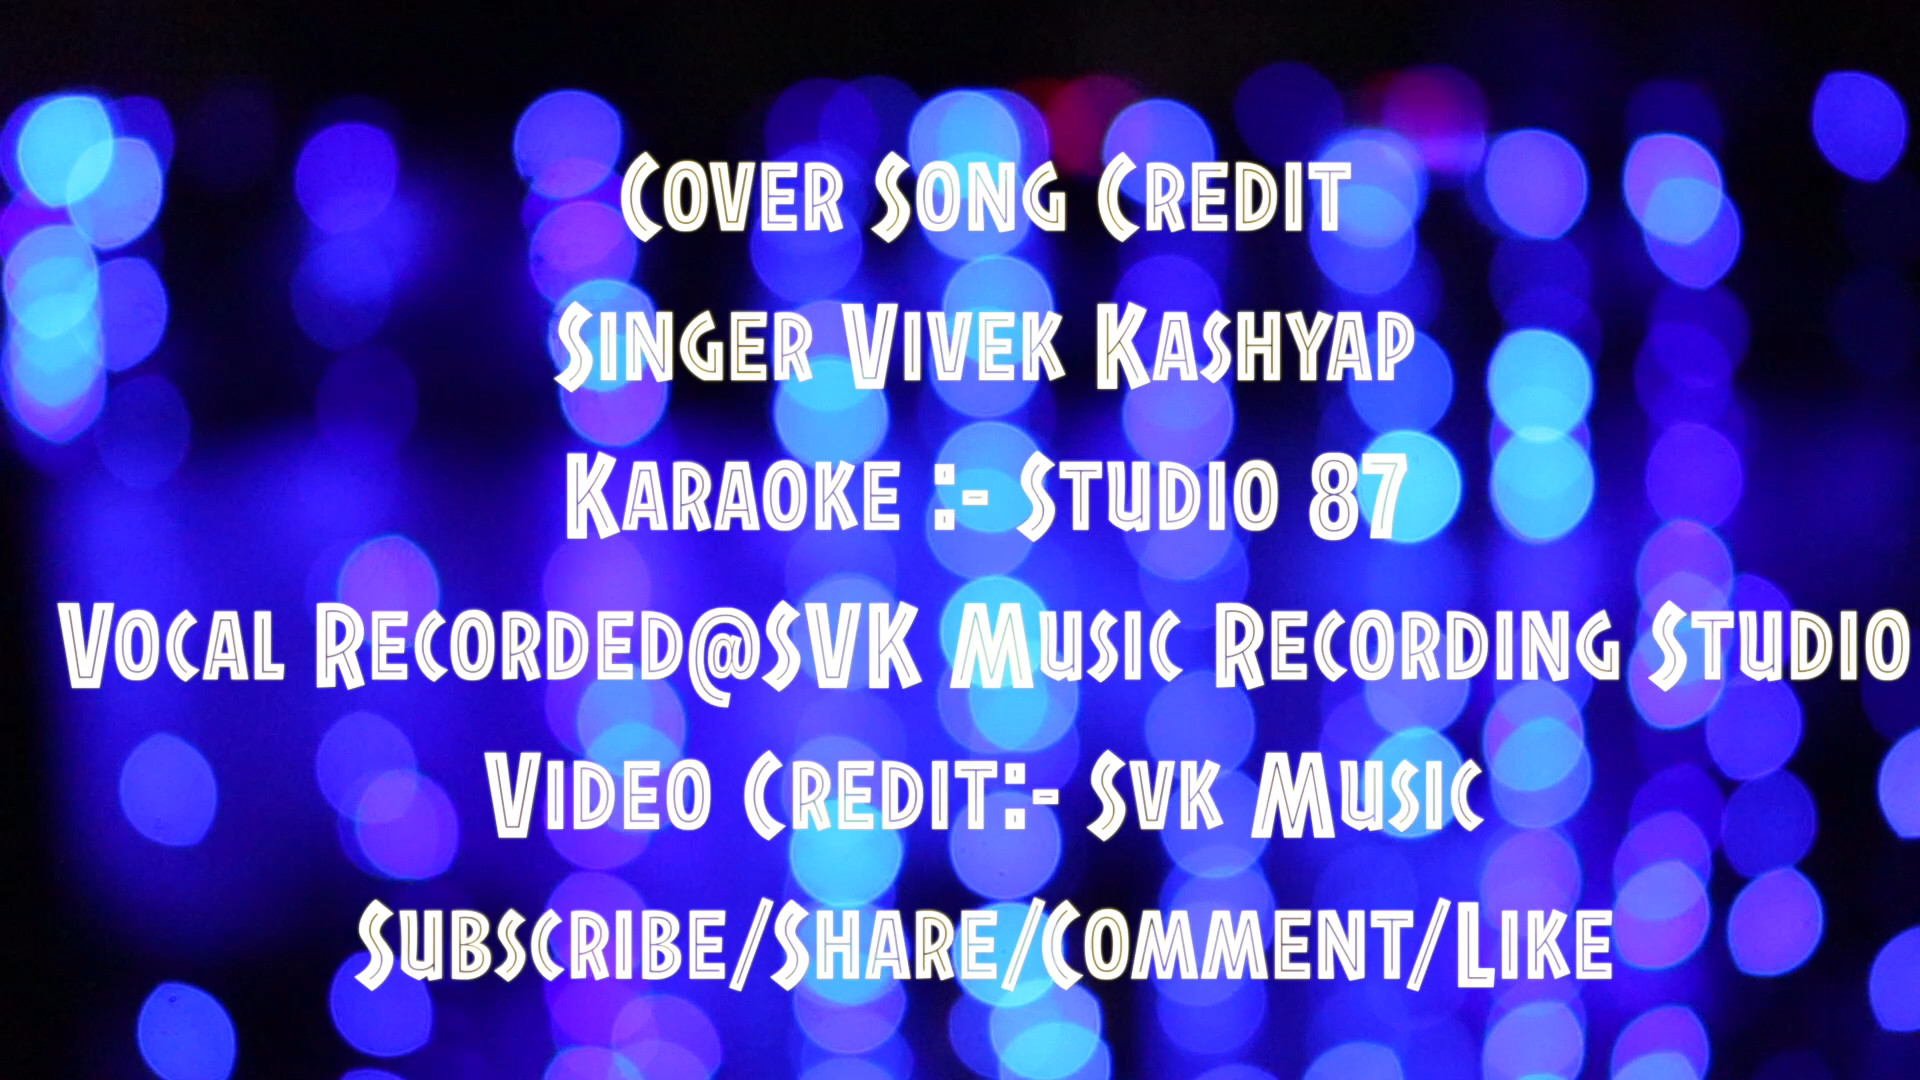 Cover Song Credit
Singer Vivek Kashyap
Karaoke :- Studio 87
Vocal Recorded@SVK Music Recording Studio
Video Credit:- Svk Music
Subscribe/Share/Comment/Like